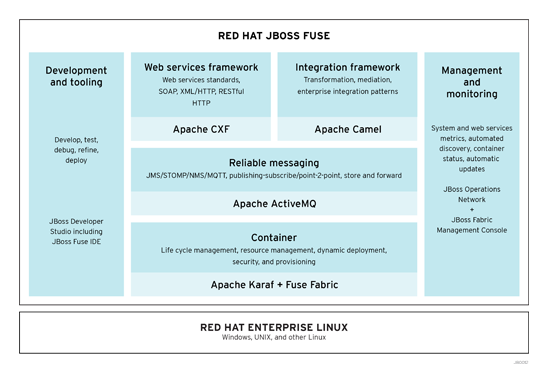 RED HAT JBOSS FUSE
Development
and tooling
Develop, test,
debug, refine,
deploy
JBoss Developer
Studio including
JBoss Fuse IDE
Web services framework
Web services standards,
SOAP, XML/HTTP, RESTful
HTTP
Apache CXF
Integration framework
Transformation, mediation,
enterprise integration patterns
Apache Camel
Reliable messaging
JMS/STOMP/NMS/MQTT, publishing-subscribe/point-2-point, store and forward
Apache ActiveMQ
Container
Life cycle management, resource management, dynamic deployment,
security, and provisioning
Apache Karaf + Fuse Fabric
Management
and
monitoring
System and web services
metrics, automated
discovery, container
status, automatic
updates
JBoss Operations
Network
+
JBoss Fabric
Management Console
RED HAT ENTERPRISE LINUX
Windows, UNIX, and other Linux